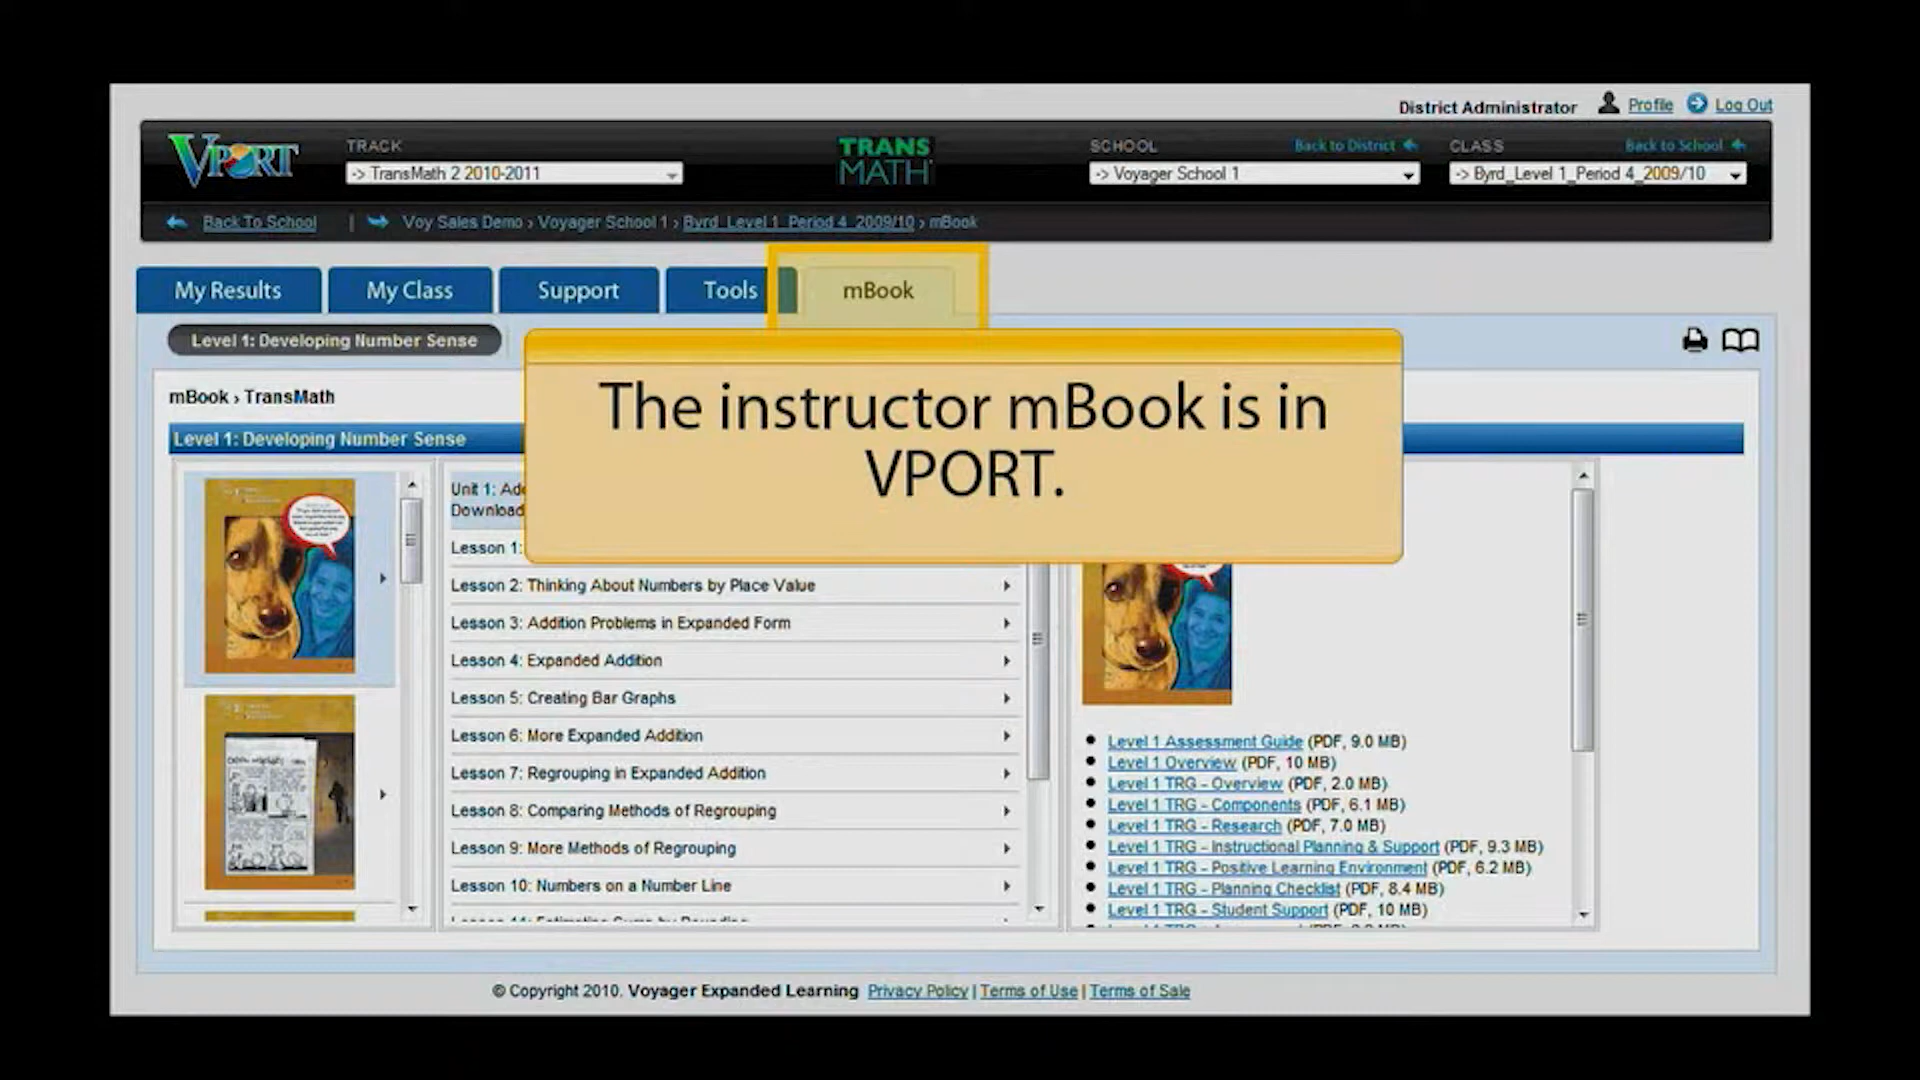 District Administrator Profile Log Out
VPORT
TRACK
-> TransMath 2 2010-2011
TRANS
MATH
SCHOOL
Back to District
-> Voyager School 1
CLASS
Back to School
-> Byrd_Level 1_Period 4_2009/10
Back To School | Voy Sales Demo › Voyager School 1 › Byrd_Level 1_Period 4_2009/10 › mBook
My Results My Class Support Tools mBook
Level 1: Developing Number Sense
mBook › TransMath
The instructor mBook is in
VPORT.
Level 1: Developing Number Sense
Unit 1:
Download
Lesson 1:
Lesson 2: Thinking About Numbers by Place Value
Lesson 3: Addition Problems in Expanded Form
Lesson 4: Expanded Addition
Lesson 5: Creating Bar Graphs
Lesson 6: More Expanded Addition
Lesson 7: Regrouping in Expanded Addition
Lesson 8: Comparing Methods of Regrouping
Lesson 9: More Methods of Regrouping
Lesson 10: Numbers on a Number Line
Level 1 Assessment Guide (PDF, 9.0 MB)
Level 1 Overview (PDF, 10 MB)
Level 1 TRG - Overview (PDF, 2.0 MB)
Level 1 TRG - Components (PDF, 6.1 MB)
Level 1 TRG - Research (PDF, 7.0 MB)
Level 1 TRG - Instructional Planning & Support (PDF, 9.3 MB)
Level 1 TRG - Positive Learning Environment (PDF, 6.2 MB)
Level 1 TRG - Planning Checklist (PDF, 8.4 MB)
Level 1 TRG - Student Support (PDF, 10 MB)
© Copyright 2010. Voyager Expanded Learning Privacy Policy | Terms of Use | Terms of Sale